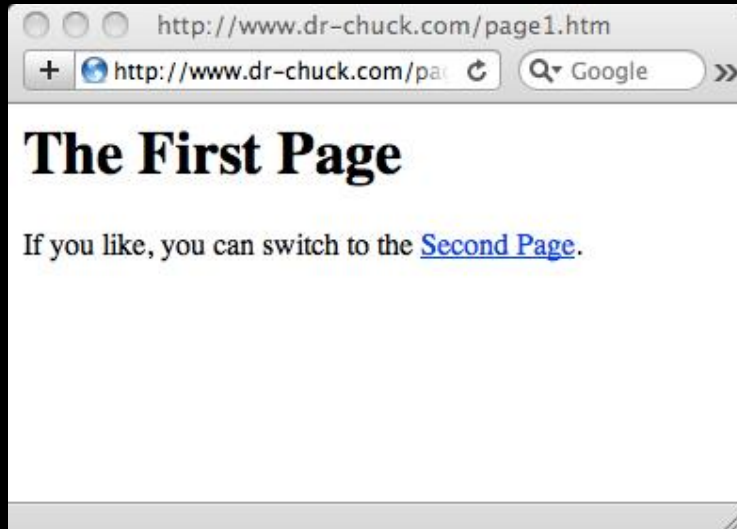 http://www.dr-chuck.com/page1.htm
+ http://www.dr-chuck.com/pa Google »
The First Page
If you like, you can switch to the Second Page.